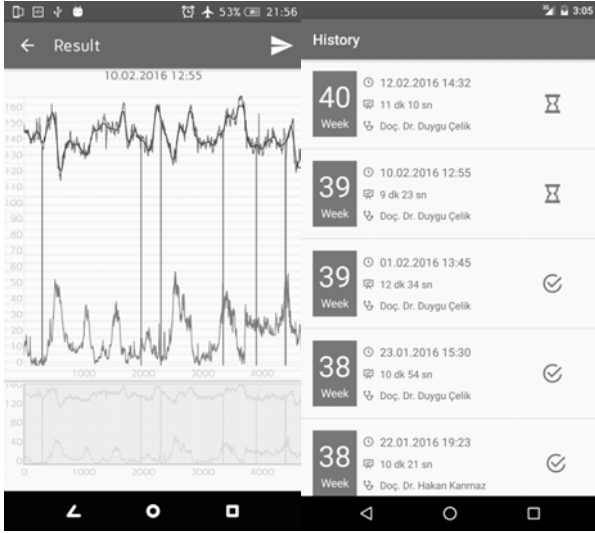 53% 21:56
Result
10.02.2016 12:55
160
150
140
130
120
110
100
90
80
70
60
50
40
30
20
10
0
1000 2000 3000 4000
160
120
80
40
0
0 1000 2000 3000 4000
3G 3:05
History
40
Week
12.02.2016 14:32
11 dk 10 sn
Doç. Dr. Duygu Çelik
39
Week
10.02.2016 12:55
9 dk 23 sn
Doç. Dr. Duygu Çelik
39
Week
01.02.2016 13:45
12 dk 34 sn
Doç. Dr. Duygu Çelik
38
Week
23.01.2016 15:30
10 dk 54 sn
Doç. Dr. Duygu Çelik
38
Week
22.01.2016 19:23
10 dk 21 sn
Doç. Dr. Hakan Kanmaz